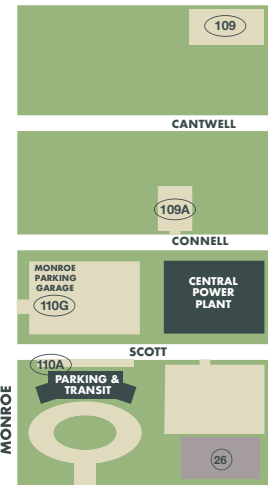 109
CANTWELL
109A
CONNELL
MONROE
PARKING
GARAGE
110G
CENTRAL
POWER
PLANT
SCOTT
110A
PARKING &
TRANSIT
MONROE
26